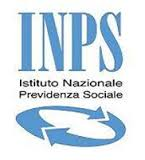 INPS
Istituto Nazionale
Previdenza Sociale